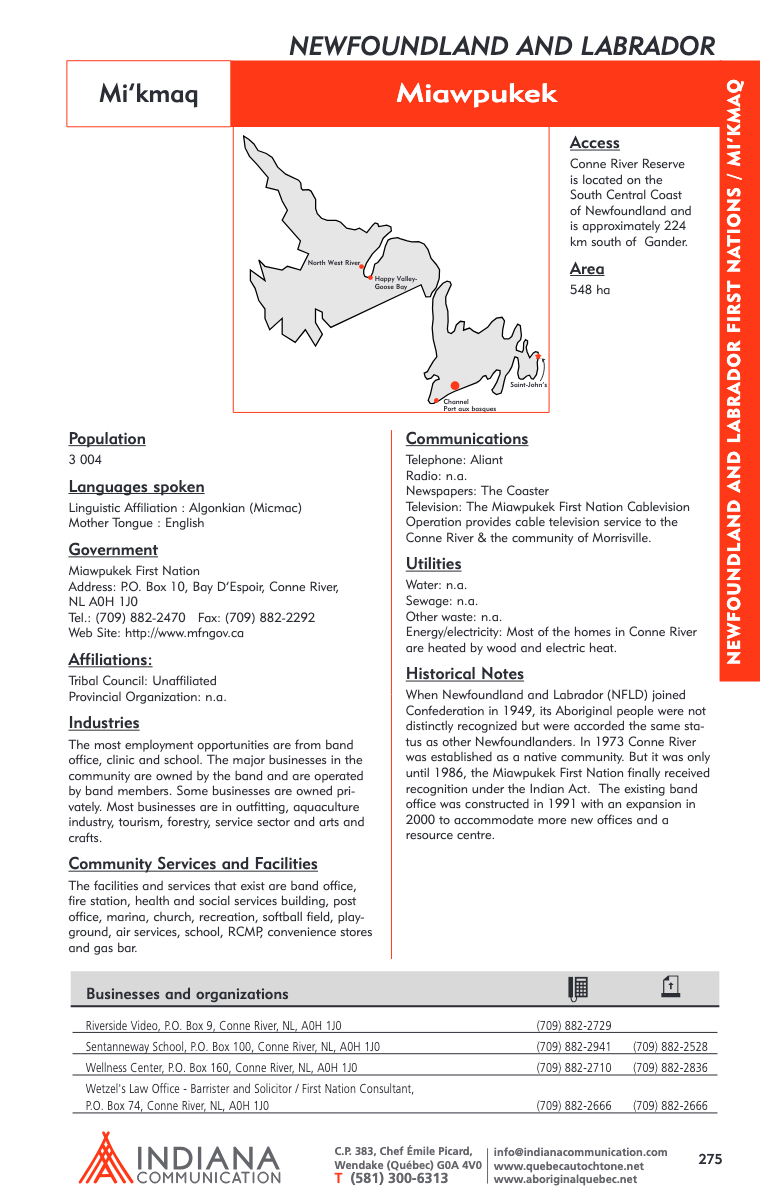 NEWFOUNDLAND AND LABRADOR
Mi’kmaq
Miawpukek
NEWFOUNDLAND AND LABRADOR FIRST NATIONS / MI’KMAQ
North West River
Happy Valley-
Goose Bay
Saint-John’s
Channel
Port aux basques
Access
Conne River Reserve
is located on the
South Central Coast
of Newfoundland and
is approximately 224
km south of Gander.
Area
548 ha
Population
3 004
Languages spoken
Linguistic Affiliation : Algonkian (Micmac)
Mother Tongue : English
Government
Miawpukek First Nation
Address: P.O. Box 10, Bay D’Espoir, Conne River,
NL A0H 1J0
Tel.: (709) 882-2470 Fax: (709) 882-2292
Web Site: http://www.mfngov.ca
Affiliations:
Tribal Council: Unaffiliated
Provincial Organization: n.a.
Industries
The most employment opportunities are from band
office, clinic and school. The major businesses in the
community are owned by the band and are operated
by band members. Some businesses are owned pri-
vately. Most businesses are in outfitting, aquaculture
industry, tourism, forestry, service sector and arts and
crafts.
Community Services and Facilities
The facilities and services that exist are band office,
fire station, health and social services building, post
office, marina, church, recreation, softball field, play-
ground, air services, school, RCMP, convenience stores
and gas bar.
Communications
Telephone: Aliant
Radio: n.a.
Newspapers: The Coaster
Television: The Miawpukek First Nation Cablevision
Operation provides cable television service to the
Conne River & the community of Morrisville.
Utilities
Water: n.a.
Sewage: n.a.
Other waste: n.a.
Energy/electricity: Most of the homes in Conne River
are heated by wood and electric heat.
Historical Notes
When Newfoundland and Labrador (NFLD) joined
Confederation in 1949, its Aboriginal people were not
distinctly recognized but were accorded the same sta-
tus as other Newfoundlanders. In 1973 Conne River
was established as a native community. But it was only
until 1986, the Miawpukek First Nation finally received
recognition under the Indian Act. The existing band
office was constructed in 1991 with an expansion in
2000 to accommodate more new offices and a
resource centre.
Businesses and organizations
Riverside Video, P.O. Box 9, Conne River, NL, A0H 1J0 (709) 882-2729
Sentanneway School, P.O. Box 100, Conne River, NL, A0H 1J0 (709) 882-2941 (709) 882-2528
Wellness Center, P.O. Box 160, Conne River, NL, A0H 1J0 (709) 882-2710 (709) 882-2836
Wetzel’s Law Office - Barrister and Solicitor / First Nation Consultant,
P.O. Box 74, Conne River, NL, A0H 1J0 (709) 882-2666 (709) 882-2666
INDIANA
COMMUNICATION
C.P. 383, Chef Émile Picard,
Wendake (Québec) G0A 4V0
T (581) 300-6313
info@indianacommunication.com
www.quebecautochtone.net
www.aboriginalquebec.net
275